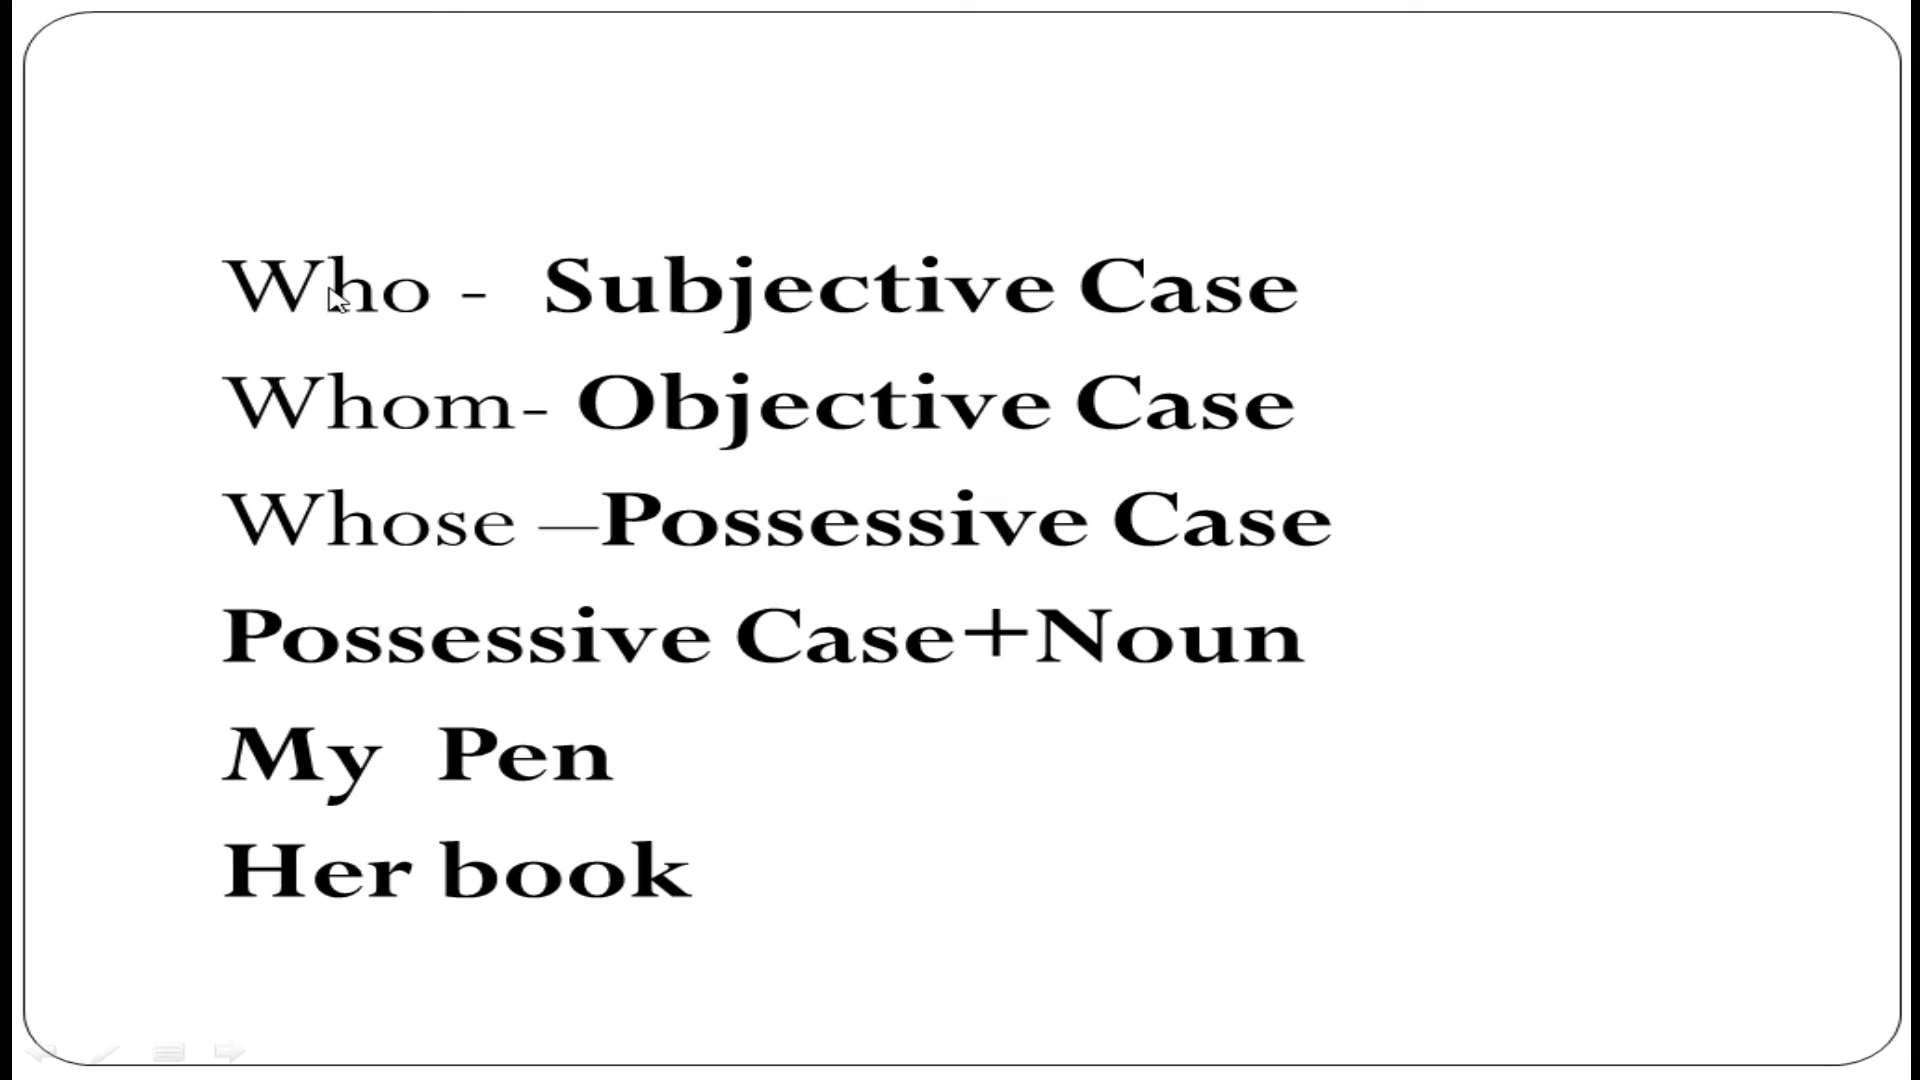 Who - Subjective Case
Whom- Objective Case
Whose –Possessive Case
Possessive Case+Noun
My Pen
Her book